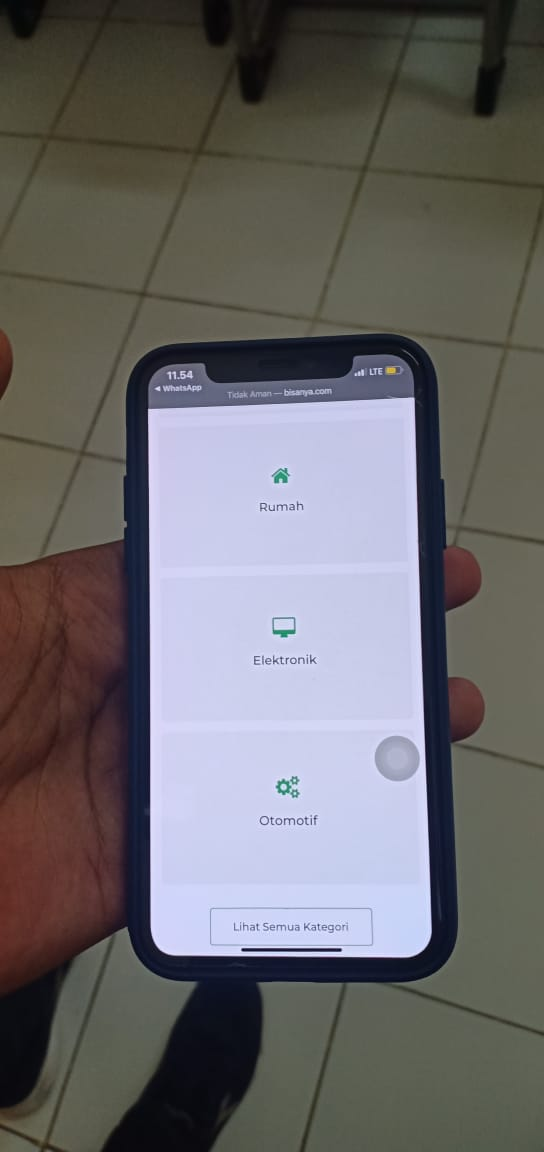 11.54
LTE
◀ WhatsApp
Tidak Aman — bisanya.com
Rumah
Elektronik
Otomotif
Lihat Semua Kategori